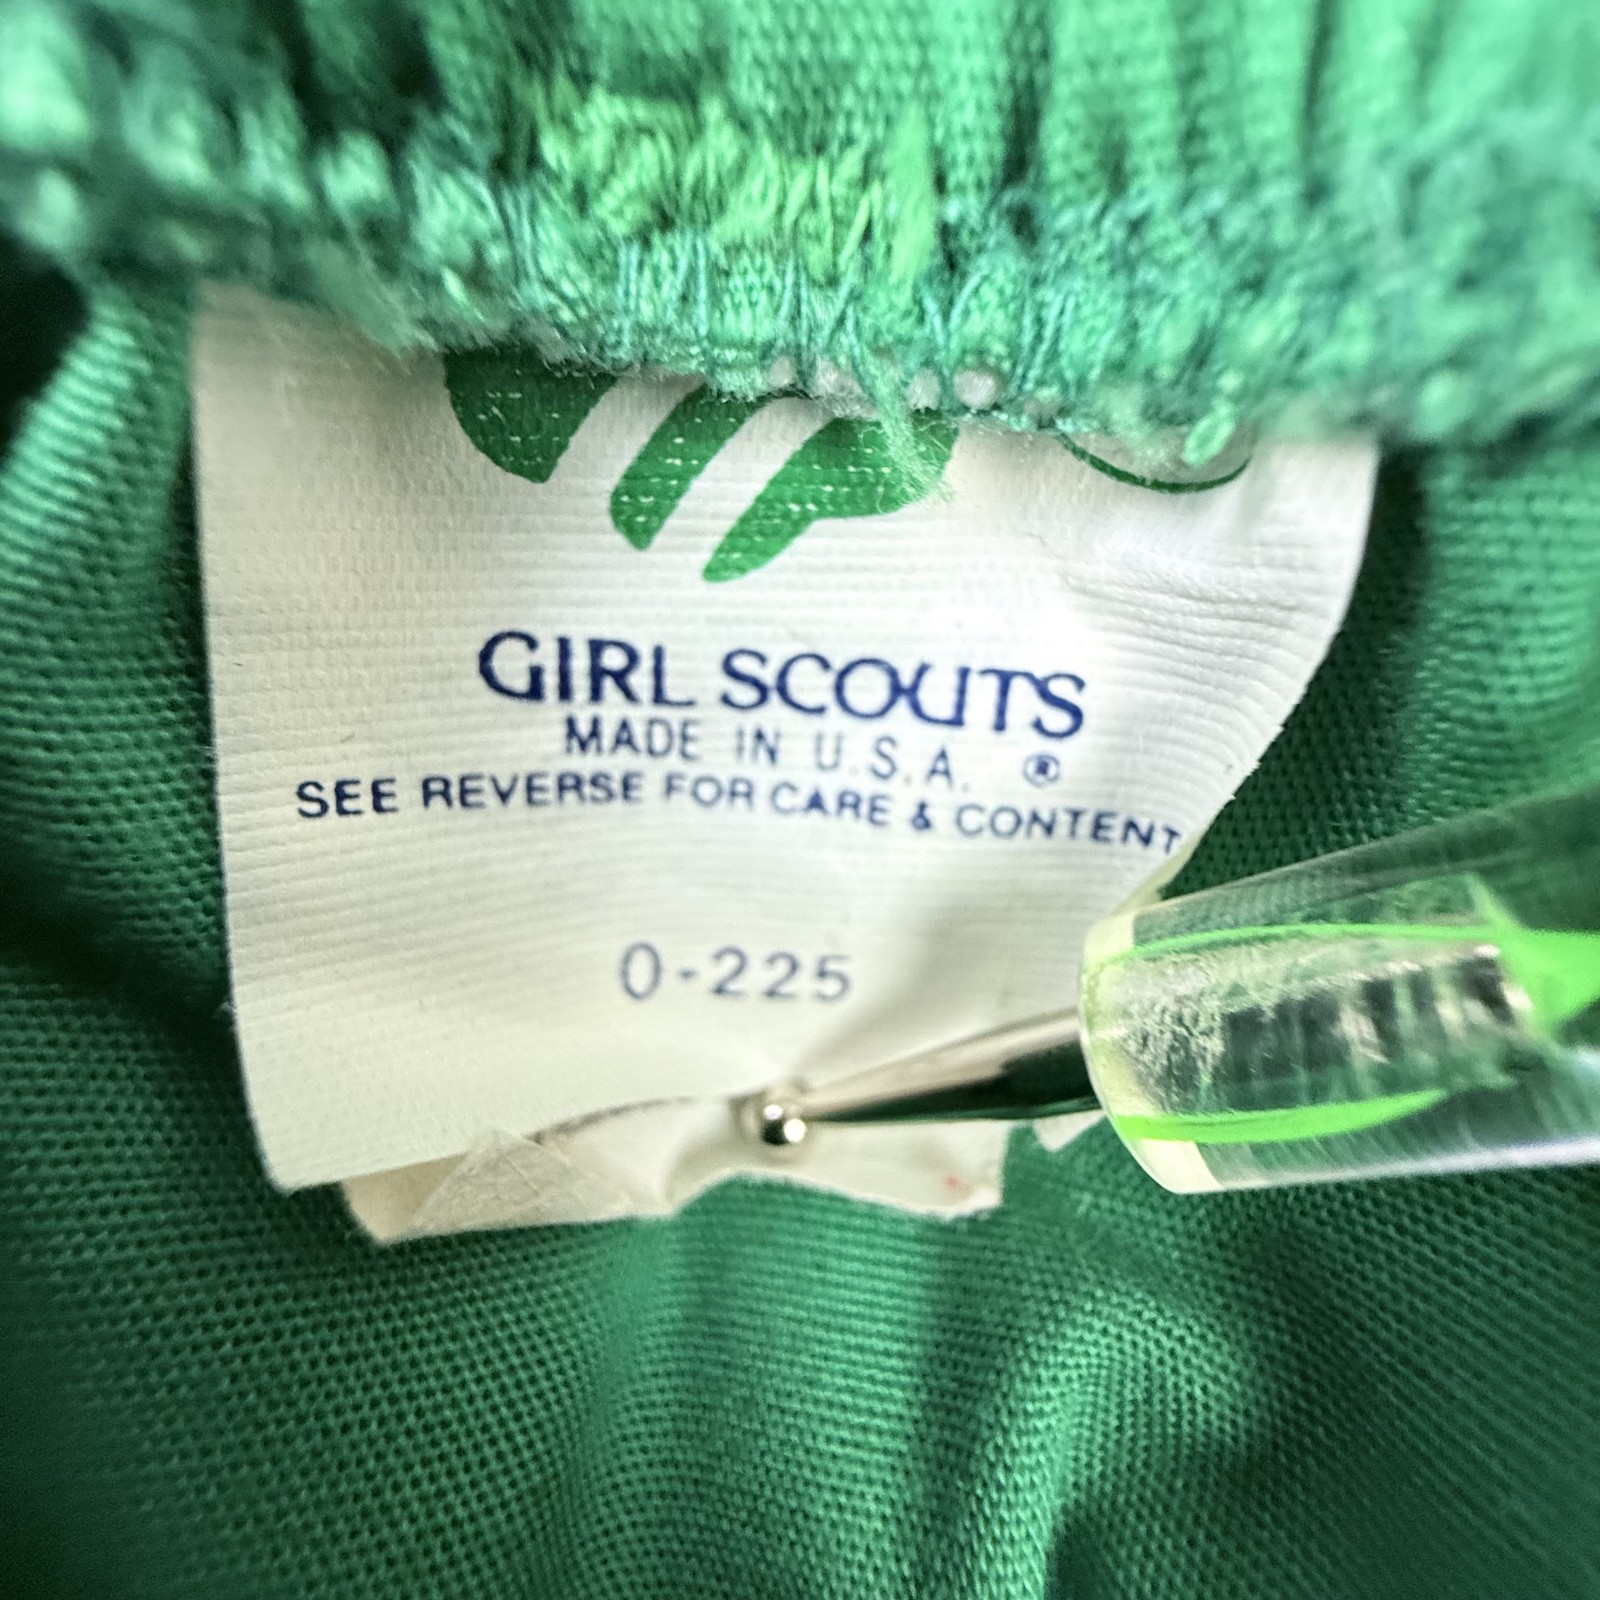 GIRL SCOUTS
MADE IN U.S.A. ®
SEE REVERSE FOR CARE & CONTENT
0-225